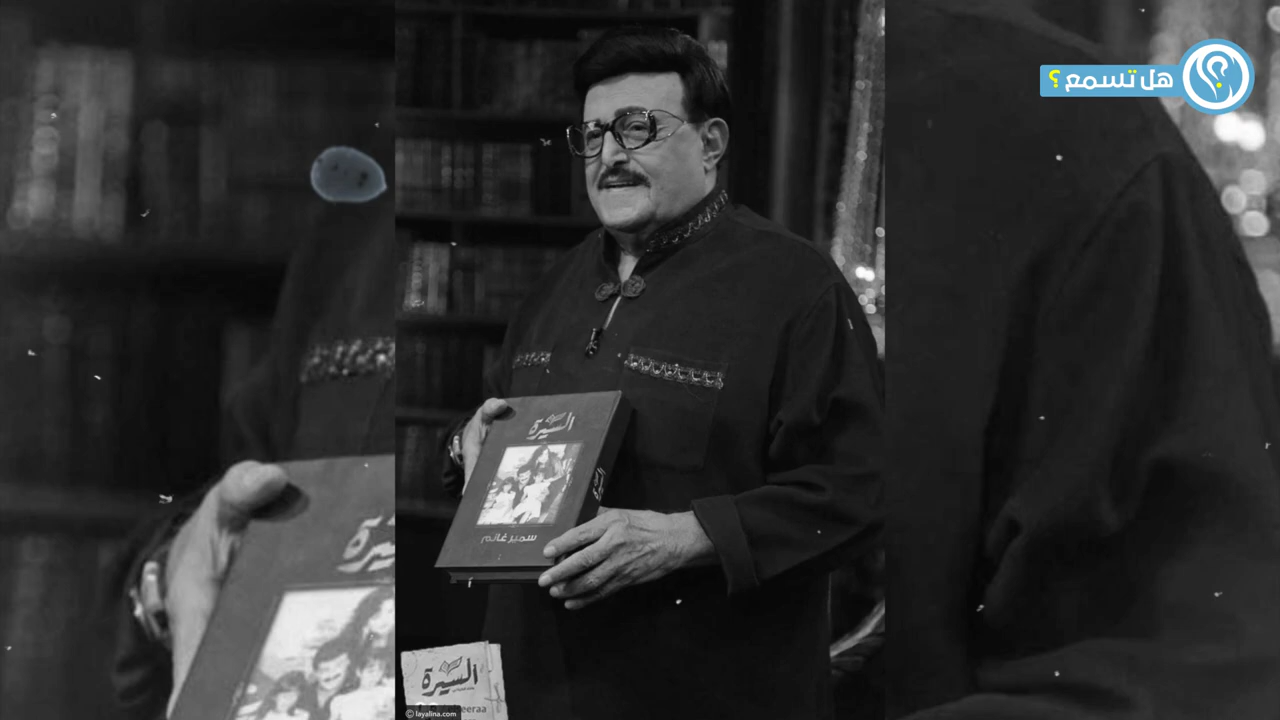 هل تسمع ؟
السيرة
السيرة
سمير غانم
السيرة
© layalina.com